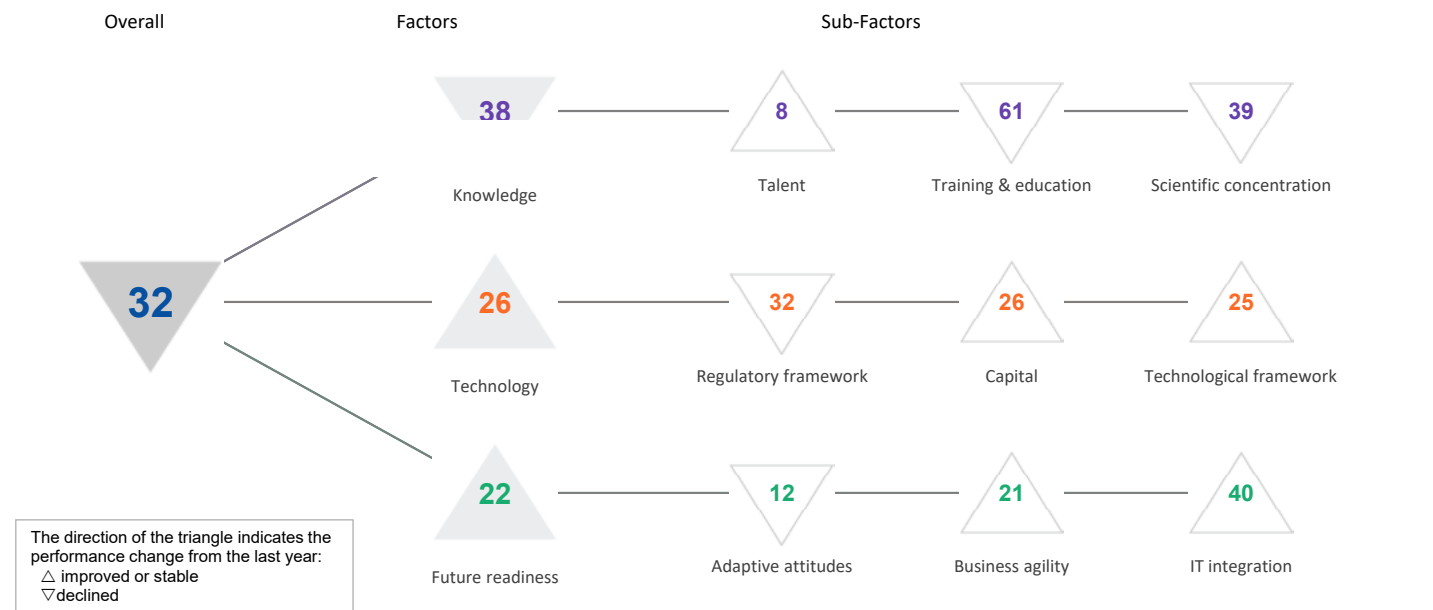 Overall Factors Sub-Factors
38 8 61 39
Knowledge Talent Training & education Scientific concentration
32 26 32 26 25
Technology Regulatory framework Capital Technological framework
22 12 21 40
Future readiness Adaptive attitudes Business agility IT integration
The direction of the triangle indicates the
performance change from the last year:
△ improved or stable
▽declined